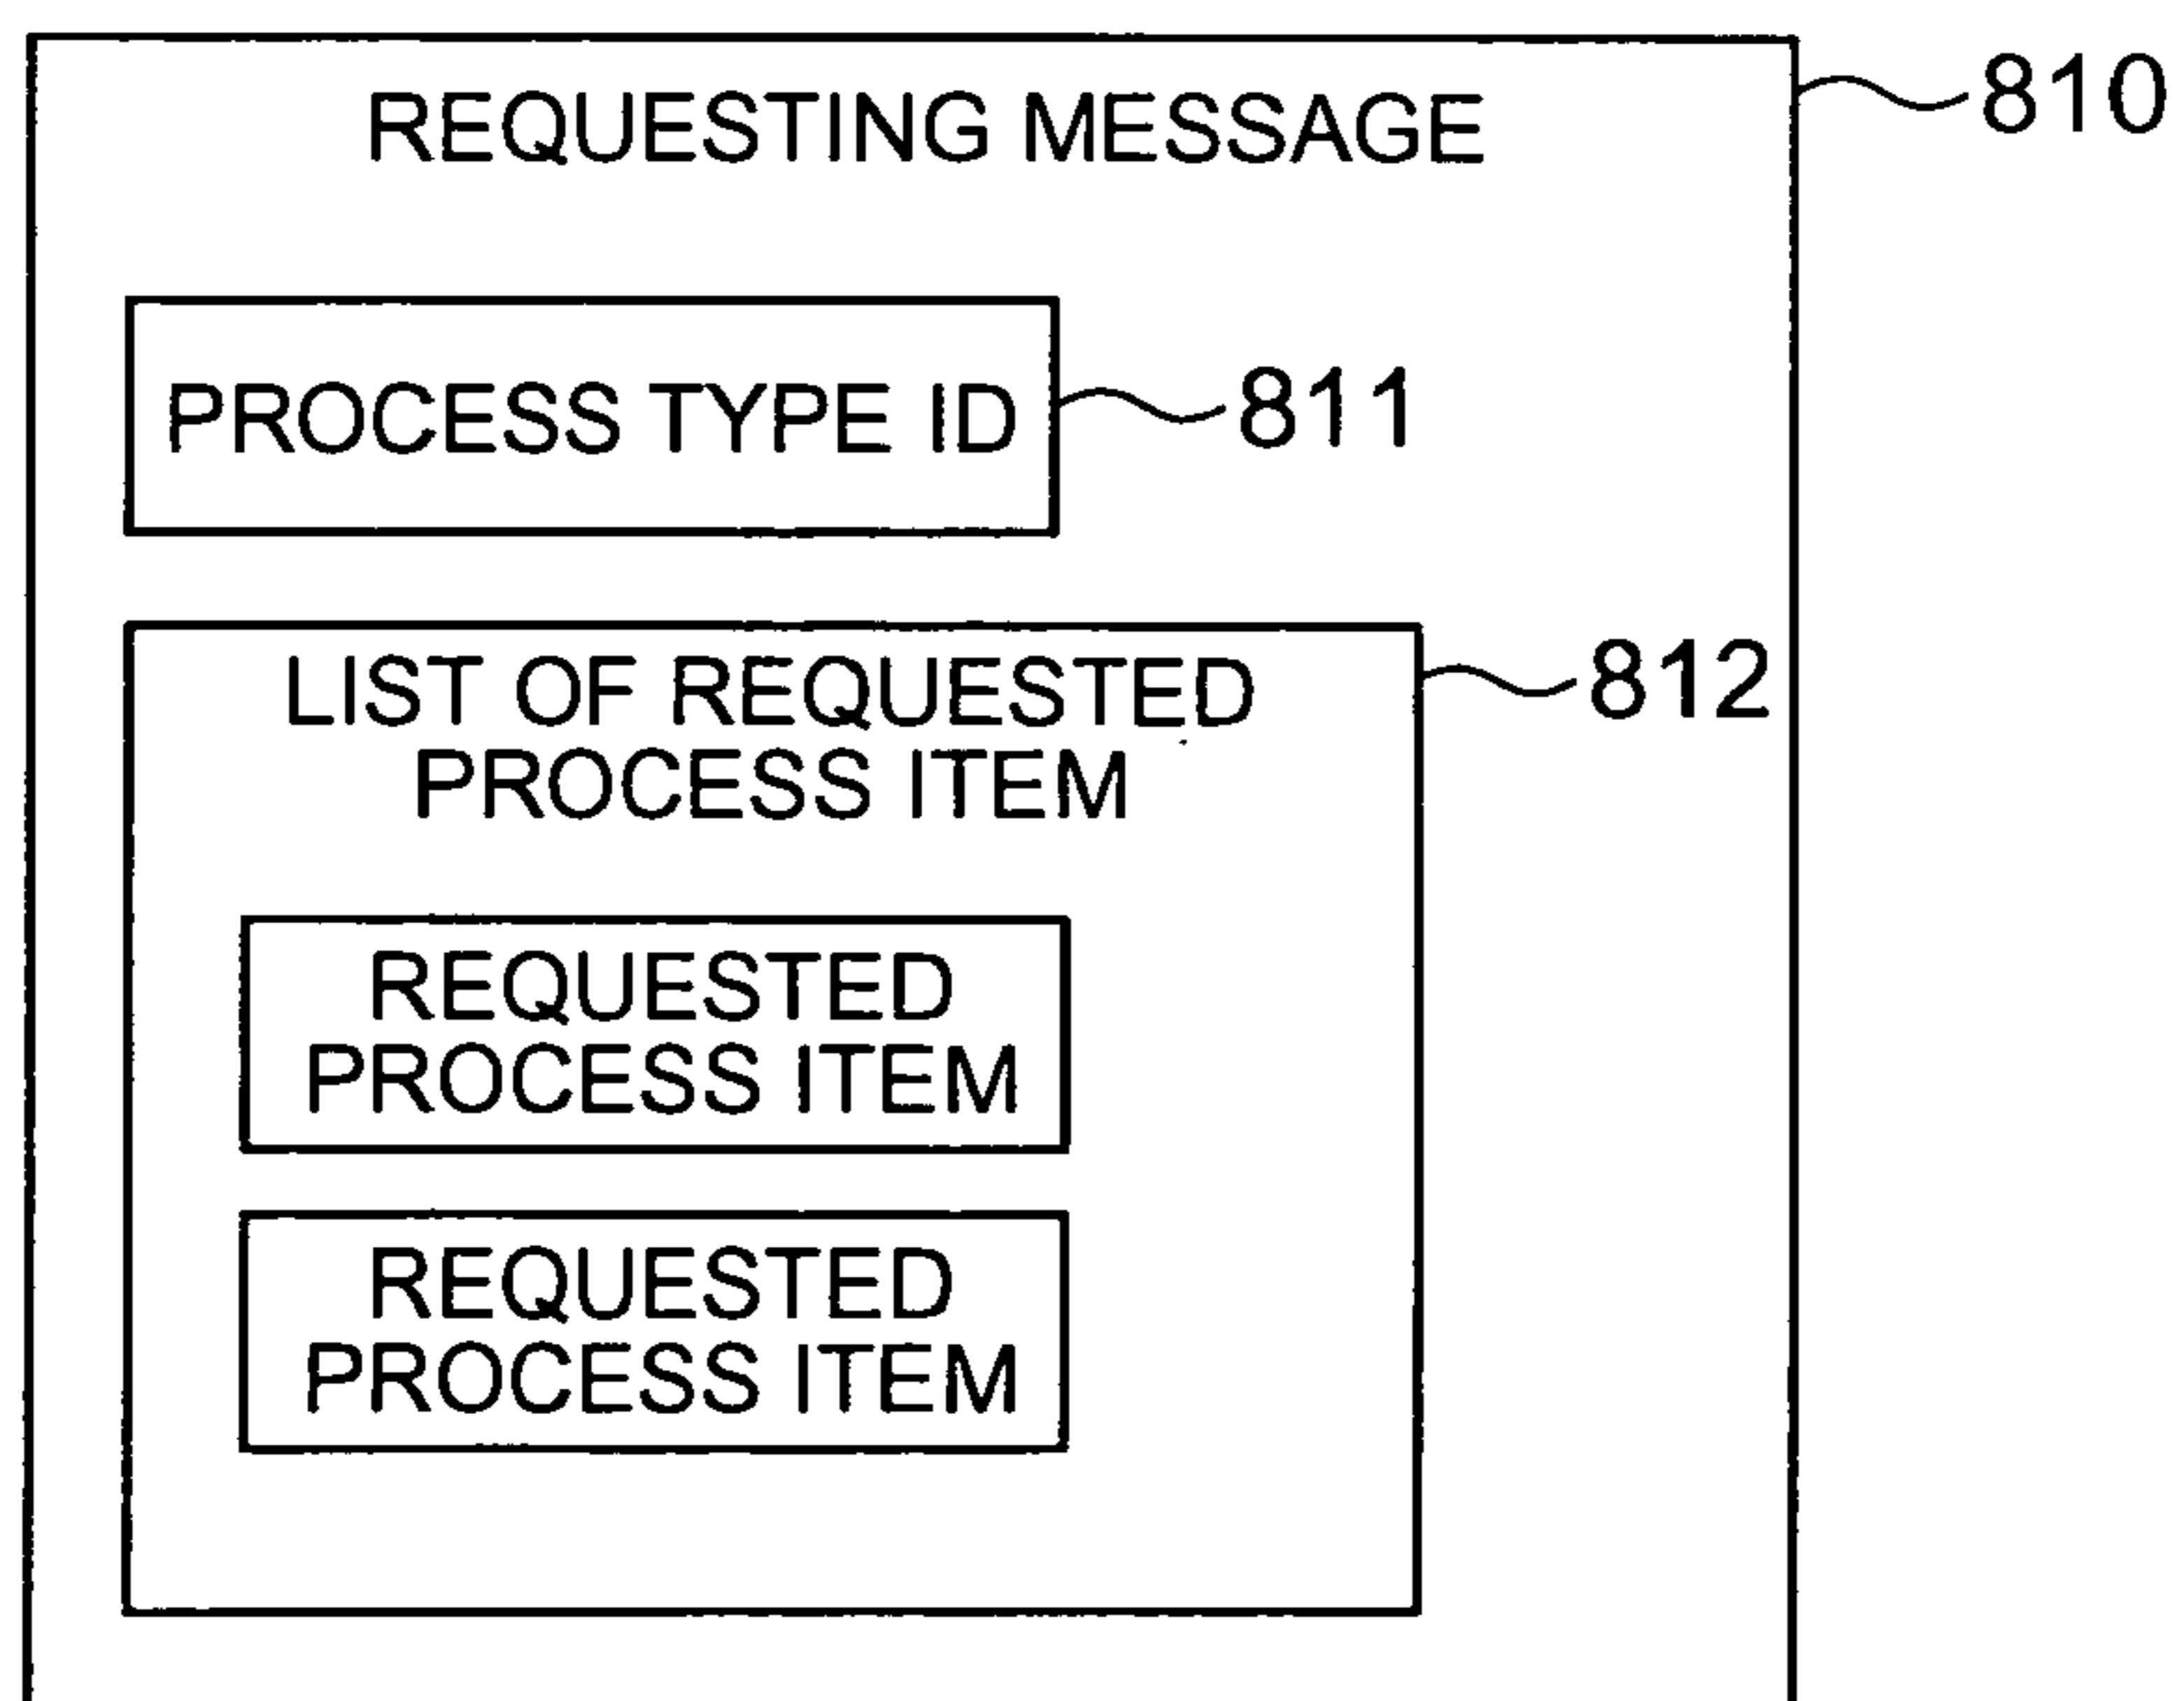 REQUESTING MESSAGE
810
PROCESS TYPE ID
811
LIST OF REQUESTED
PROCESS ITEM
812
REQUESTED
PROCESS ITEM
REQUESTED
PROCESS ITEM